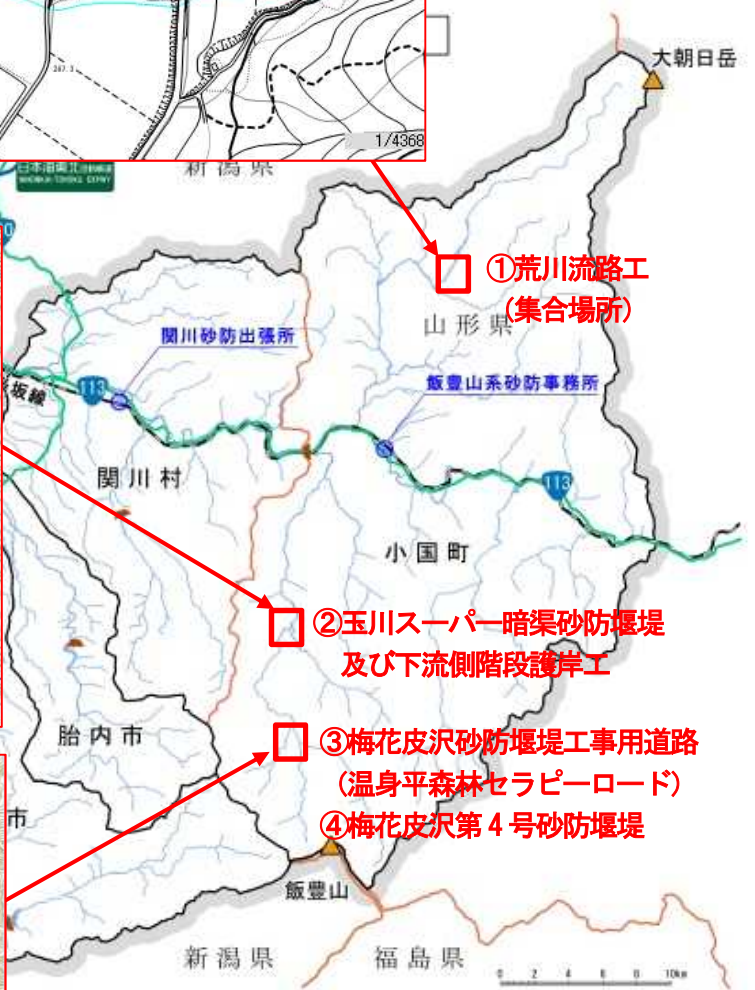 267.3
1/4368
大朝日岳
新潟県
①荒川流路工
(集合場所)
山形県
関川砂防出張所
飯豊山系砂防事務所
113
坂線
関川村
113
小国町
②玉川スーパー暗渠砂防堰堤
及び下流側階段護岸工
胎内市
③梅花皮沢砂防堰堤工事用道路
(温身平森林セラピーロード)
市
④梅花皮沢第4号砂防堰堤
飯豊山
新潟県
福島県
0 2 4 6 8 10km